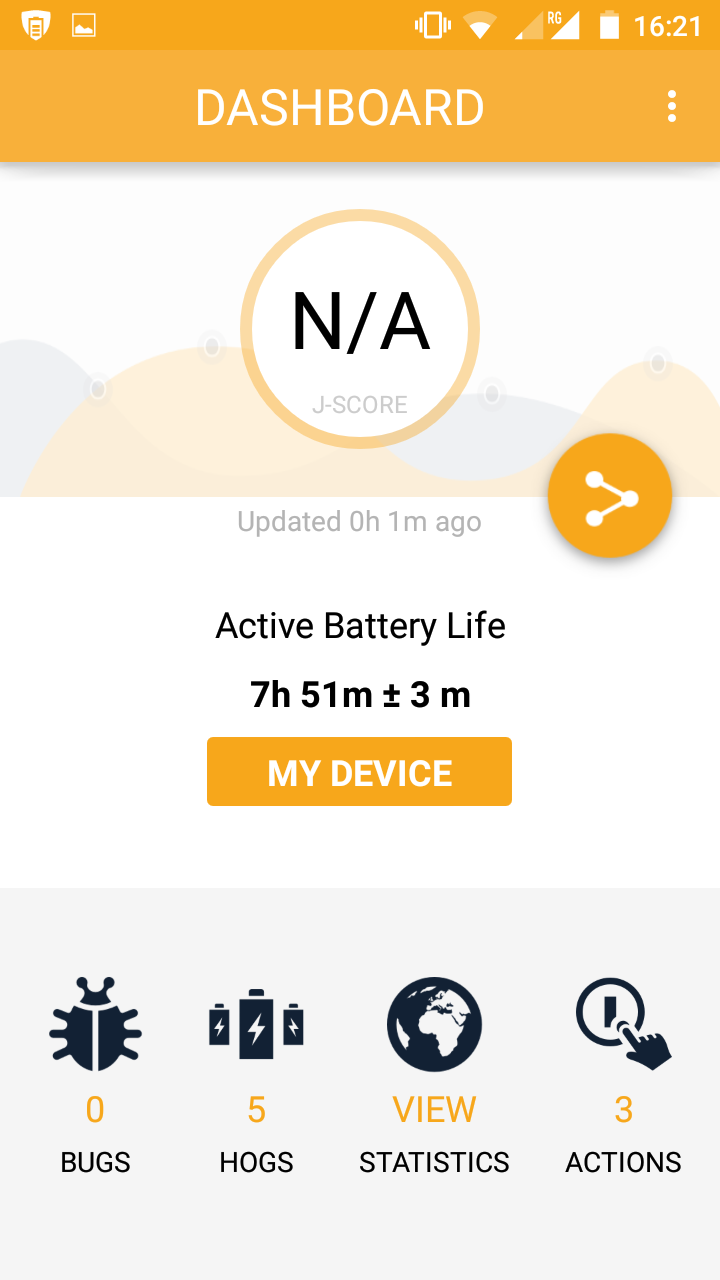 RG
16:21
DASHBOARD
N/A
J-SCORE
Updated 0h 1m ago
Active Battery Life
7h 51m ± 3 m
MY DEVICE
0
5
VIEW
3
BUGS
HOGS
STATISTICS
ACTIONS